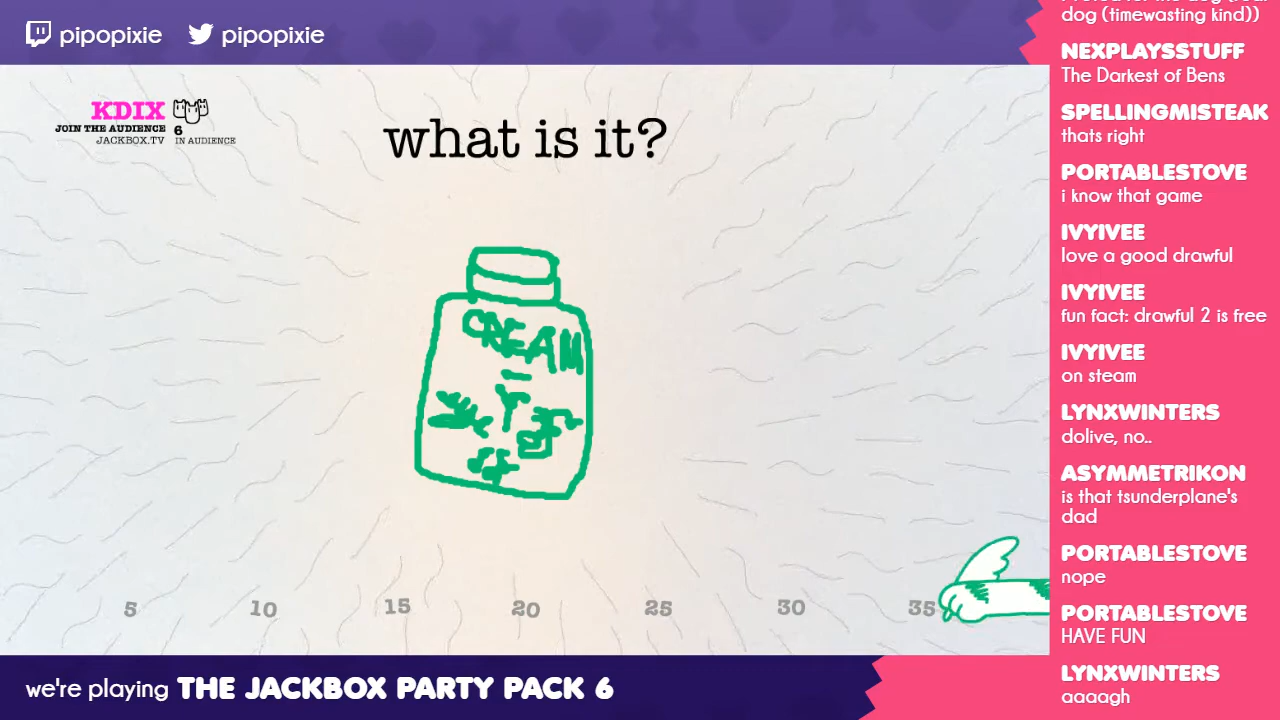 pipopixie pipopixie
KDIX
JOIN THE AUDIENCE 6
JACKBOX.TV IN AUDIENCE
what is it?
CREAM
5 10 15 20 25 30 35
we're playing THE JACKBOX PARTY PACK 6
dog (timewasting kind))
NEXPLAYSSTUFF
The Darkest of Bens
SPELLINGMISTEAK
thats right
PORTABLESTOVE
i know that game
IVYIVEE
love a good drawful
IVYIVEE
fun fact: drawful 2 is free
IVYIVEE
on steam
LYNXWINTERS
dolive, no..
ASYMMETRIKON
is that tsunderplane's
dad
PORTABLESTOVE
nope
PORTABLESTOVE
HAVE FUN
LYNXWINTERS
aaaagh